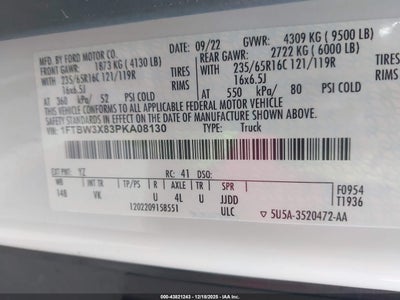 MFD. BY FORD MOTOR CO.
09/22 GVWR: 4309 KG ( 9500 LB)
FRONT GAWR: 1873 KG ( 4130 LB) REAR GAWR: 2722 KG ( 6000 LB)
WITH 235/65R16C 121/119R TIRES WITH 235/65R16C 121/119R TIRES
16x6.5J RIMS 16x6.5J RIMS
AT 360 kPa/ 52 PSI COLD AT 550 kPa/ 80 PSI COLD
THIS VEHICLE CONFORMS TO ALL APPLICABLE FEDERAL MOTOR VEHICLE SAFETY STANDARDS IN EFFECT ON THE DATE OF MANUFACTURE SHOWN ABOVE.
VIN: 1FTBW3X83PKA08130 TYPE: Truck
EXT PNT: YZ RC: 41 DSO:
WB INT TR TP/PS R AXLE TR SPR F0954
148 VK U 4L U JJDD T1936
1202209158551 ULC 5U5A-3520472-AA
000-43821243 - 12/18/2025 - IAAI.COM